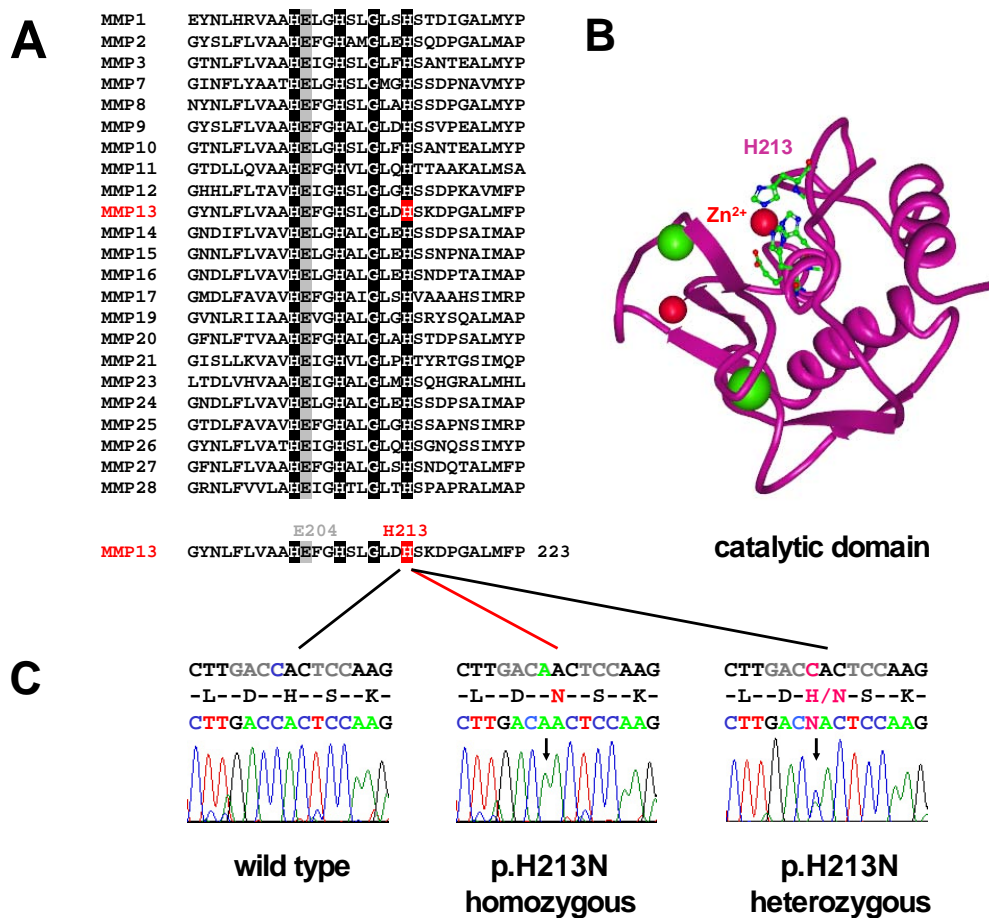 A
MMP1 EYNLHRVAAHELGHSLGLSHSTDIGALMYP
MMP2 GYSLFLVAAHEFGHAMGLEHSQDPGALMAP
MMP3 GTNLFLVAAHEIGHSLGLFHSANTEALMYP
MMP7 GINFLYAATHELGHSLGMGHSSDPNAVMYP
MMP8 NYNLFLVAAHEFGHSLGLAHSSDPGALMYP
MMP9 GYSLFLVAAHEFGHALGLDHSSVPEALMYP
MMP10 GTNLFLVAAHELGHSLGLFHSANTEALMYP
MMP11 GTDLLQVAAHEFGHVLGLQHTTAAKALMSA
MMP12 GHHLFLTAVHEIGHSLGLGHSSDPKAVMFP
MMP13 GYNLFLVAAHEFGHSLGLDHSKDPGALMFP
MMP14 GNDIFLVAVHELGHALGLEHSSDPSAIMAP
MMP15 GNNLFLVAVHELGHALGLEHSSNPNAIMAP
MMP16 GNDLFLVAVHELGHALGLEHSNDPTAIMAP
MMP17 GMDLFAVAVHEFGHAIGLSHVAAAHSIMRP
MMP19 GVNLRIIAAHEVGHALGLGHSRYSQALMAP
MMP20 GFNLFTVAAHEFGHALGLAHSTDPSALMYP
MMP21 GISLLKVAVHEIGHVLGLPHTYRTGSIMQP
MMP23 LTDLVHVAAHEIGHALGLMHSQHGRALMHL
MMP24 GNDLFLVAVHELGHALGLEHSSDPSAIMAP
MMP25 GTDLFAVAVHEFGHALGLGHSSAPNSIMRP
MMP26 GYNLFLVATHEIGHSLGLQHSGNQSSIMYP
MMP27 GFNLFLVAAHEFGHALGLSHSNDQTALMFP
MMP28 GRNLFVVLAHEIGHTLGLTHSPAPRALMAP
E204 H213
MMP13 GYNLFLVAAHEFGHSLGLDHSKDPGALMFP 223
B
H213
Zn²⁺
catalytic domain
C
CTTGACCACTCCAAG CTTGACAACTCCAAG CTTGACCACTCCAAG
-L--D--H--S--K- -L--D--N--S--K- -L--D-H/N-S--K-
CTTGACCACTCCAAG CTTGACAACTCCAAG CTTGACNACTCCAAG
wild type p.H213N p.H213N
homozygous heterozygous